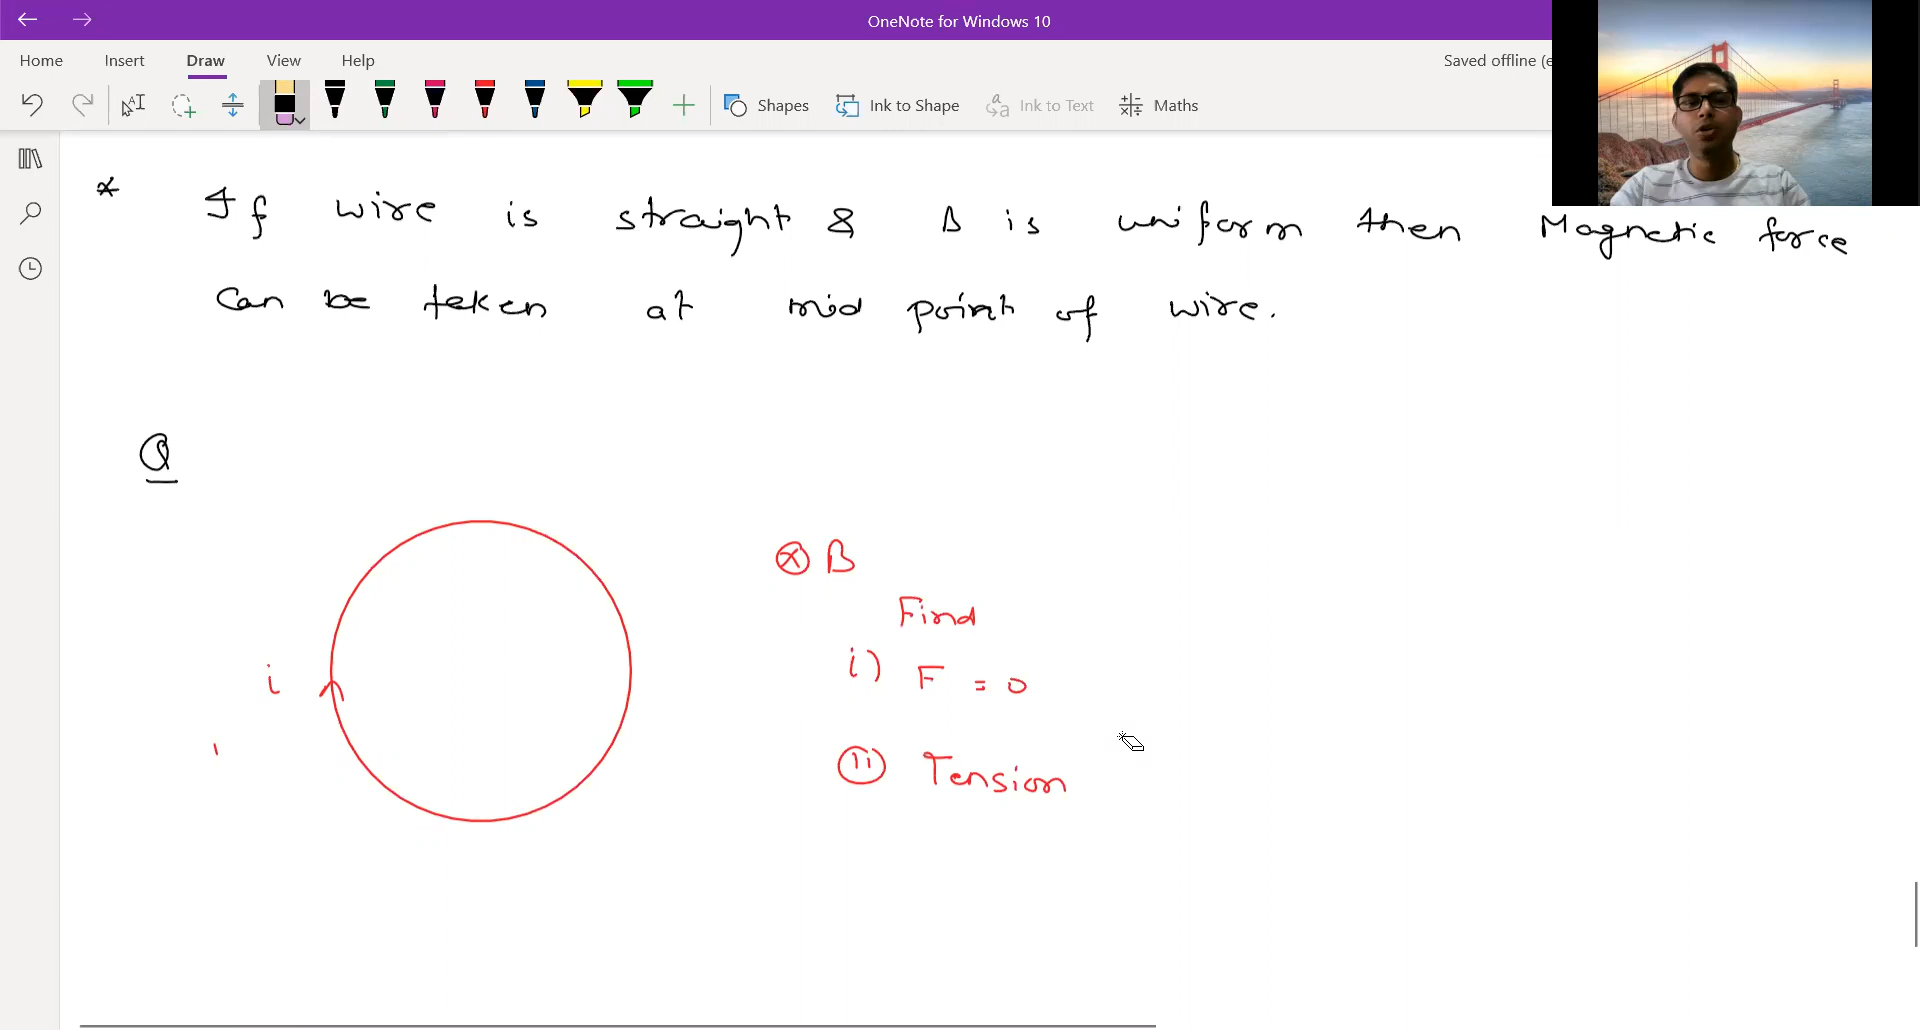 OneNote for Windows 10
Home Insert Draw View Help
Saved offline (e
Shapes Ink to Shape Ink to Text Maths
* If wire is straight & B is uniform then Magnetic force
can be taken at mid point of wire.
Q
⊗ B
Find
i
i) F = 0
(ii) Tension